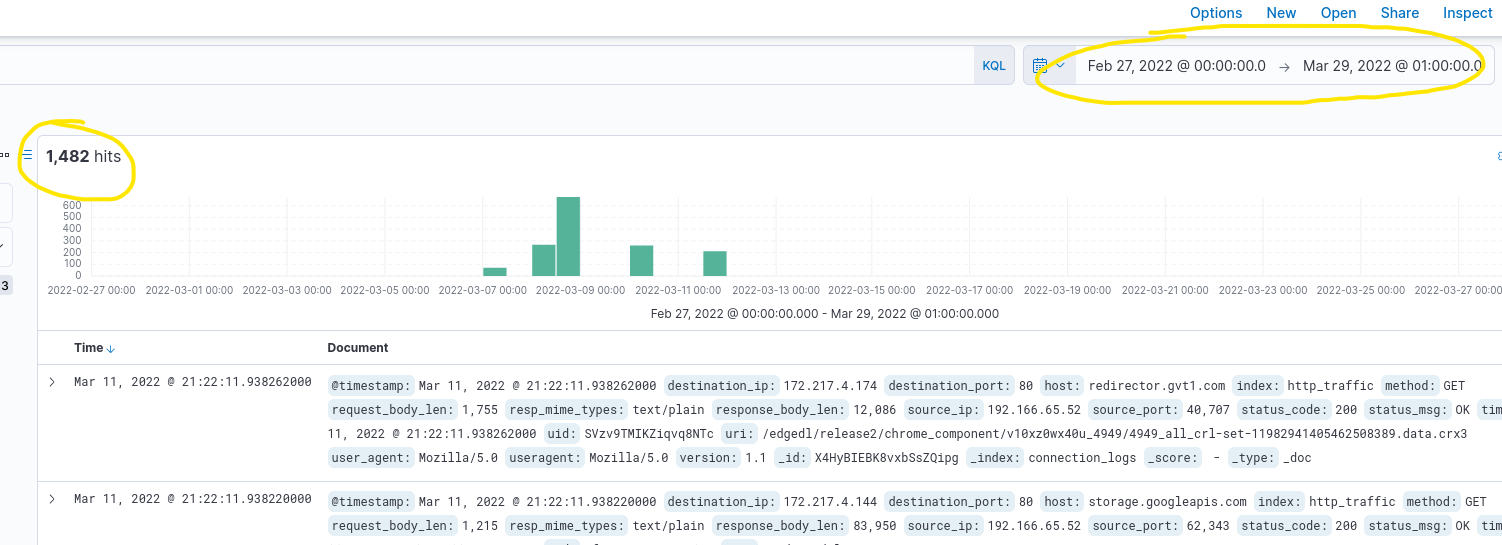 Options New Open Share Inspect
KQL Feb 27, 2022 @ 00:00:00.0 → Mar 29, 2022 @ 01:00:00.0
1,482 hits
600
500
400
300
200
100
0
3
2022-02-27 00:00 2022-03-01 00:00 2022-03-03 00:00 2022-03-05 00:00 2022-03-07 00:00 2022-03-09 00:00 2022-03-11 00:00 2022-03-13 00:00 2022-03-15 00:00 2022-03-17 00:00 2022-03-19 00:00 2022-03-21 00:00 2022-03-23 00:00 2022-03-25 00:00 2022-03-27 00:00
Feb 27, 2022 @ 00:00:00.000 - Mar 29, 2022 @ 01:00:00.000
Time Document
Mar 11, 2022 @ 21:22:11.938262000 @timestamp: Mar 11, 2022 @ 21:22:11.938262000 destination_ip: 172.217.4.174 destination_port: 80 host: redirector.gvt1.com index: http_traffic method: GET
request_body_len: 1,755 resp_mime_types: text/plain response_body_len: 12,086 source_ip: 192.166.65.52 source_port: 40,707 status_code: 200 status_msg: OK tim
11, 2022 @ 21:22:11.938262000 uid: SVzv9TMIKZiqvq8NTc uri: /edgedl/release2/chrome_component/v10xz0wx40u_4949/4949_all_crl-set-11982941405462508389.data.crx3
user_agent: Mozilla/5.0 useragent: Mozilla/5.0 version: 1.1 _id: X4HyBIEBK8vxbSsZQipg _index: connection_logs _score: - _type: _doc
Mar 11, 2022 @ 21:22:11.938220000 @timestamp: Mar 11, 2022 @ 21:22:11.938220000 destination_ip: 172.217.4.144 destination_port: 80 host: storage.googleapis.com index: http_traffic method: GET
request_body_len: 1,215 resp_mime_types: text/plain response_body_len: 83,950 source_ip: 192.166.65.52 source_port: 62,343 status_code: 200 status_msg: OK tim